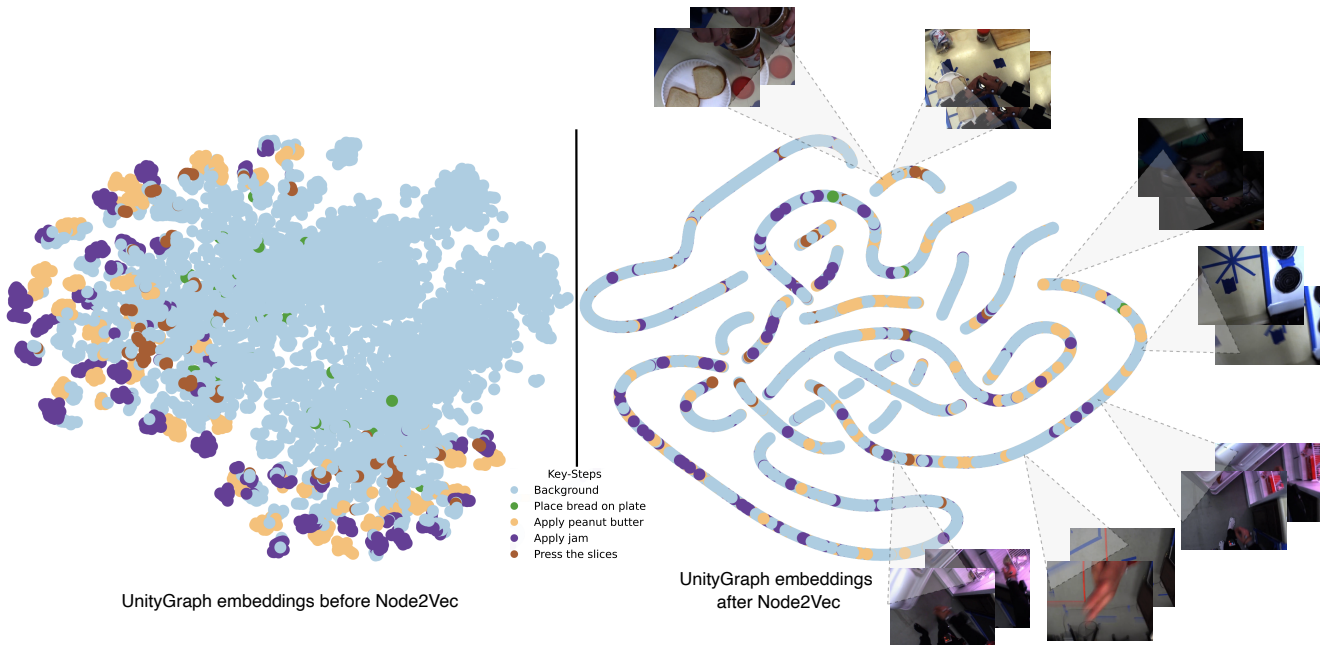 Key-Steps
Background
Place bread on plate
Apply peanut butter
Apply jam
Press the slices
UnityGraph embeddings before Node2Vec
UnityGraph embeddings
after Node2Vec